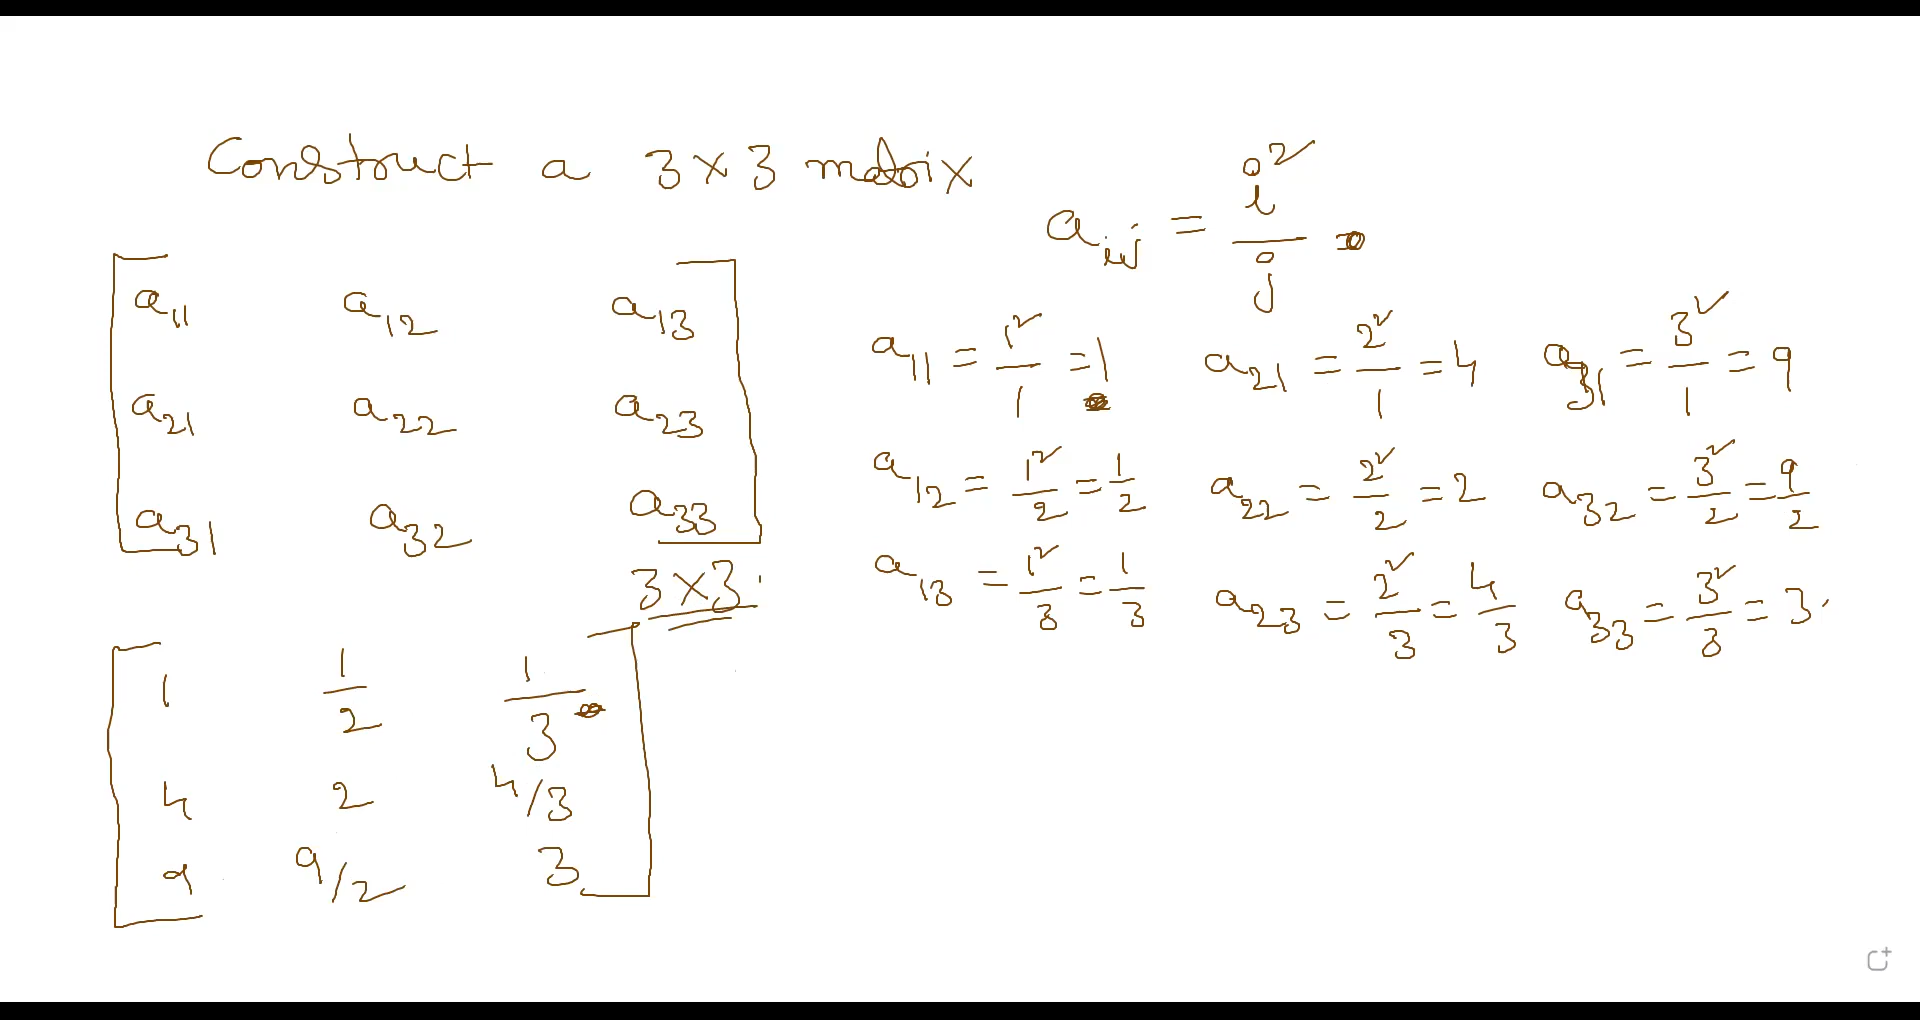 Construct a 3×3 matrix
aij = i²/j
a11 a12 a13
a21 a22 a23
a31 a32 a33
3×3
a11 = 1²/1 = 1 a21 = 2²/1 = 4 a31 = 3²/1 = 9
a12 = 1²/2 = 1/2 a22 = 2²/2 = 2 a32 = 3²/2 = 9/2
a13 = 1²/3 = 1/3 a23 = 2²/3 = 4/3 a33 = 3²/3 = 3
1 1/2 1/3
4 2 4/3
9 9/2 3